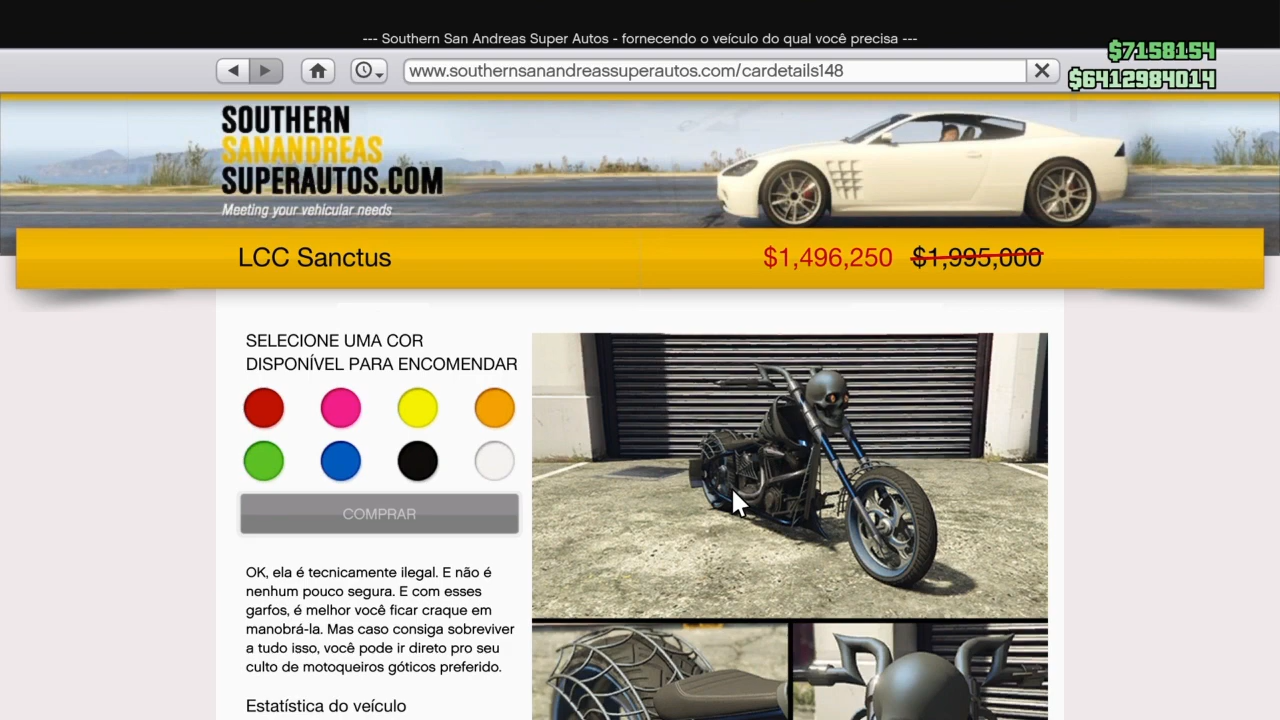 --- Southern San Andreas Super Autos - fornecendo o veículo do qual você precisa ---
$7158154
www.southernsanandreassuperautos.com/cardetails148
$6412984014
SOUTHERN
SANANDREAS
SUPERAUTOS.COM
Meeting your vehicular needs
LCC Sanctus
$1,496,250 $1,995,000
SELECIONE UMA COR
DISPONÍVEL PARA ENCOMENDAR
COMPRAR
OK, ela é tecnicamente ilegal. E não é
nenhum pouco segura. E com esses
garfos, é melhor você ficar craque em
manobrá-la. Mas caso consiga sobreviver
a tudo isso, você pode ir direto pro seu
culto de motoqueiros góticos preferido.
Estatística do veículo